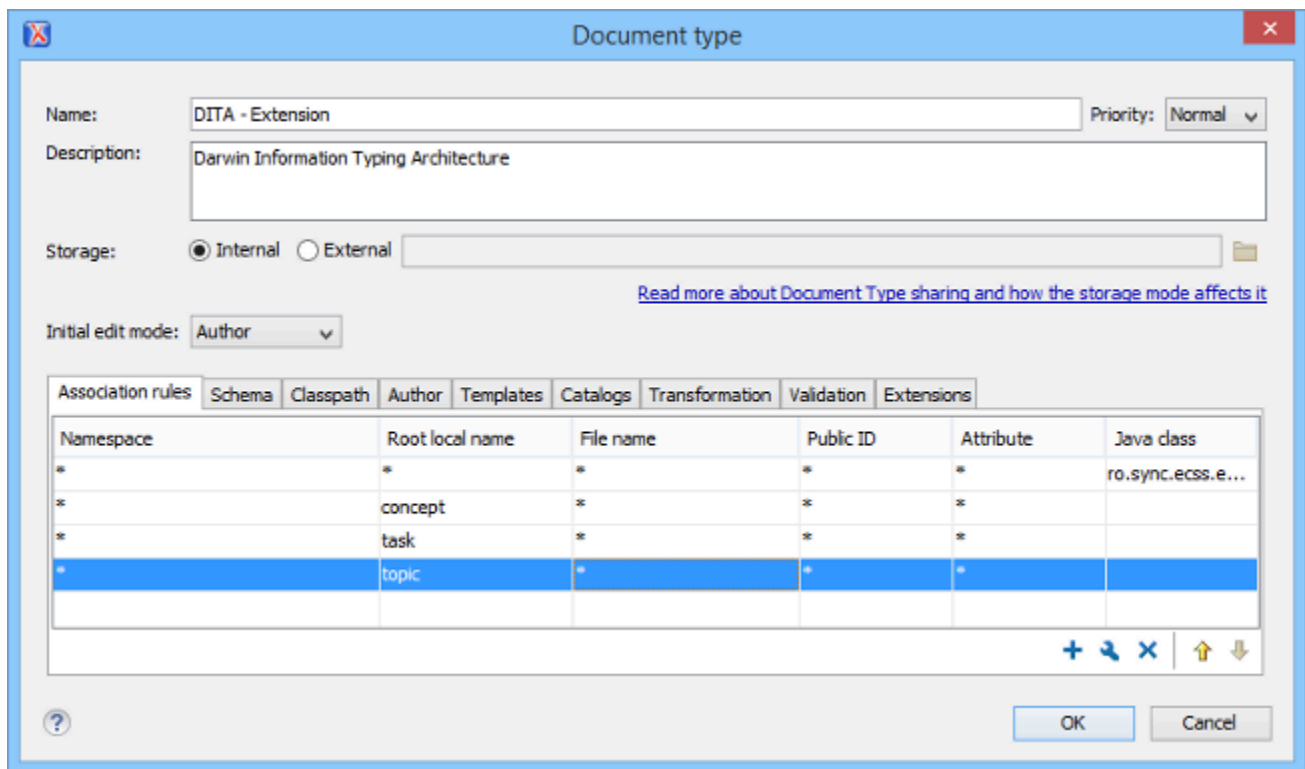 Document type
Name: DITA - Extension Priority: Normal
Description: Darwin Information Typing Architecture
Storage: Internal External
Read more about Document Type sharing and how the storage mode affects it
Initial edit mode: Author
Association rules Schema Classpath Author Templates Catalogs Transformation Validation Extensions
Namespace Root local name File name Public ID Attribute Java class
* * * * * ro.sync.ecss.e...
* concept * * *
* task * * *
* topic * * *
?
OK Cancel